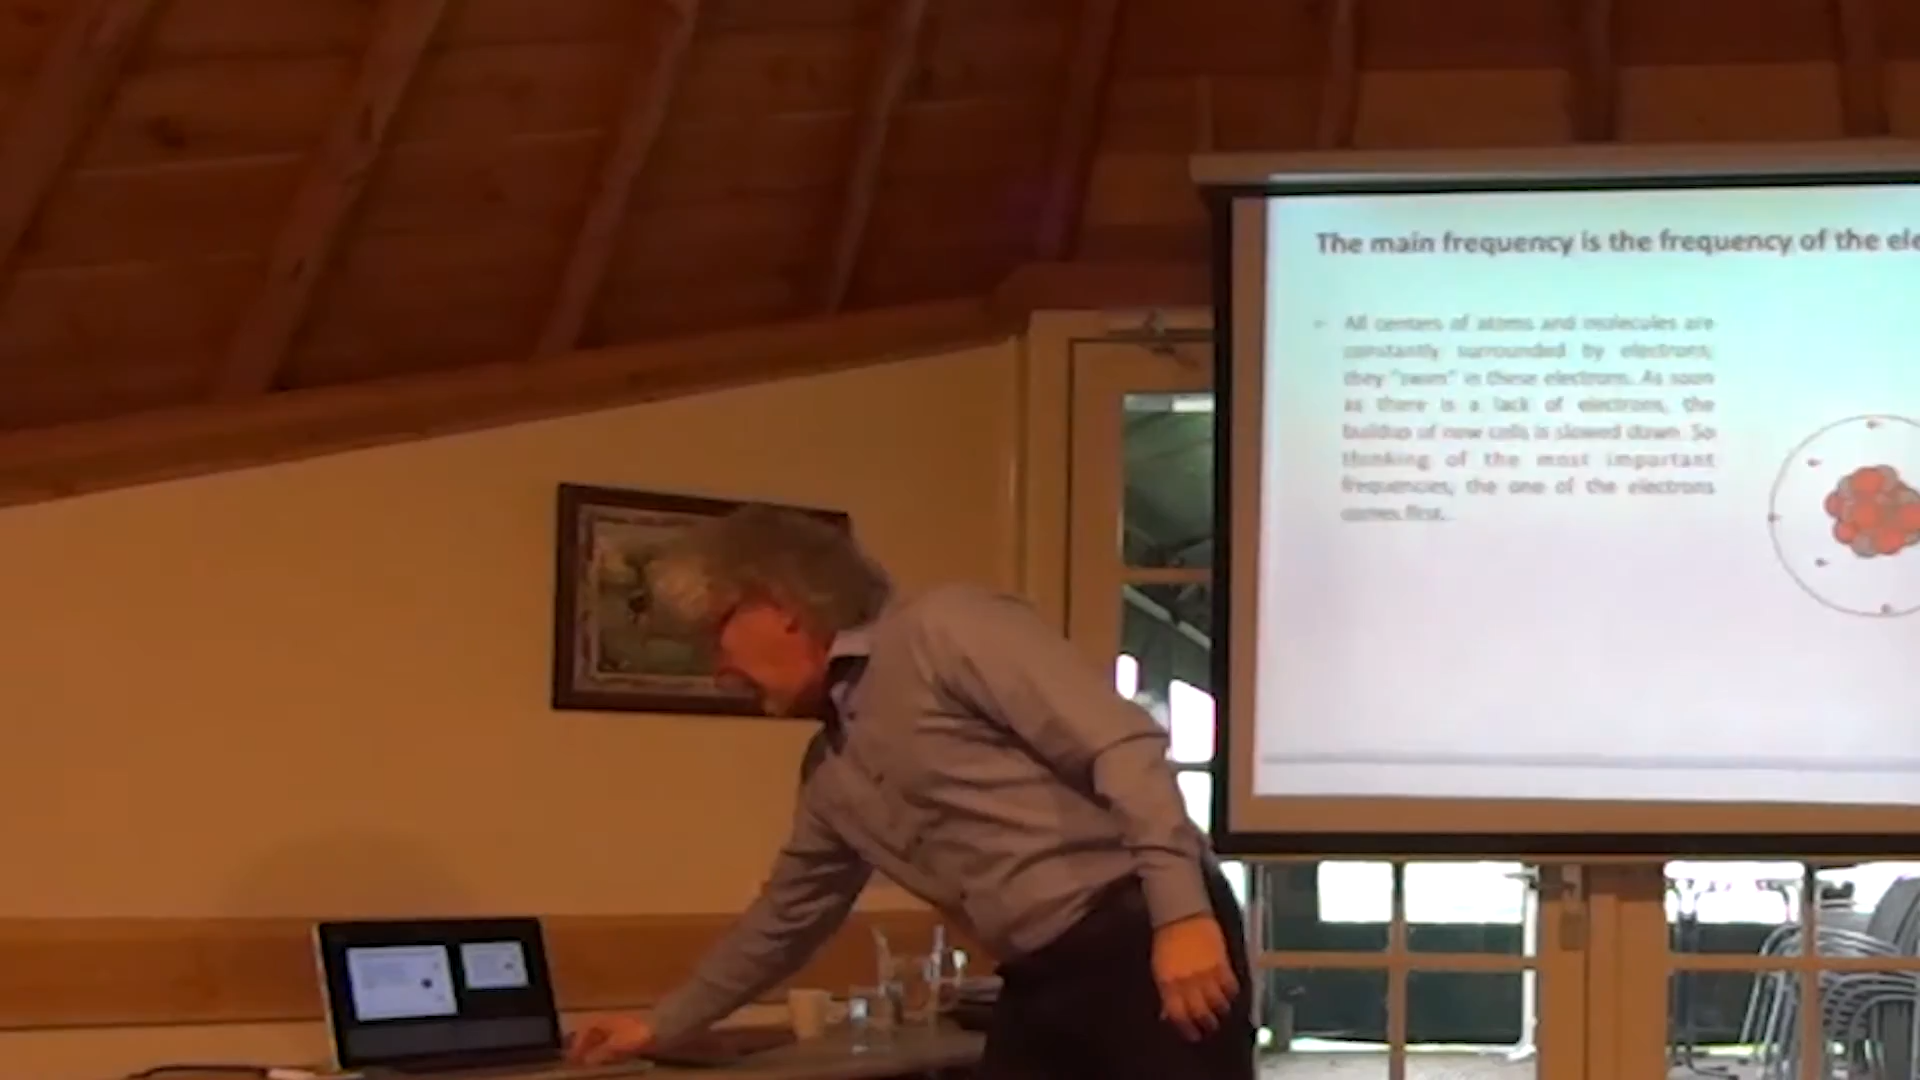 The main frequency is the frequency of the ele
- All centers of atoms and molecules are
constantly surrounded by electrons;
they "swim" in these electrons. As soon
as there is a lack of electrons, the
buildup of new cells is slowed down. So
thinking of the most important
frequencies, the one of the electrons
comes first.